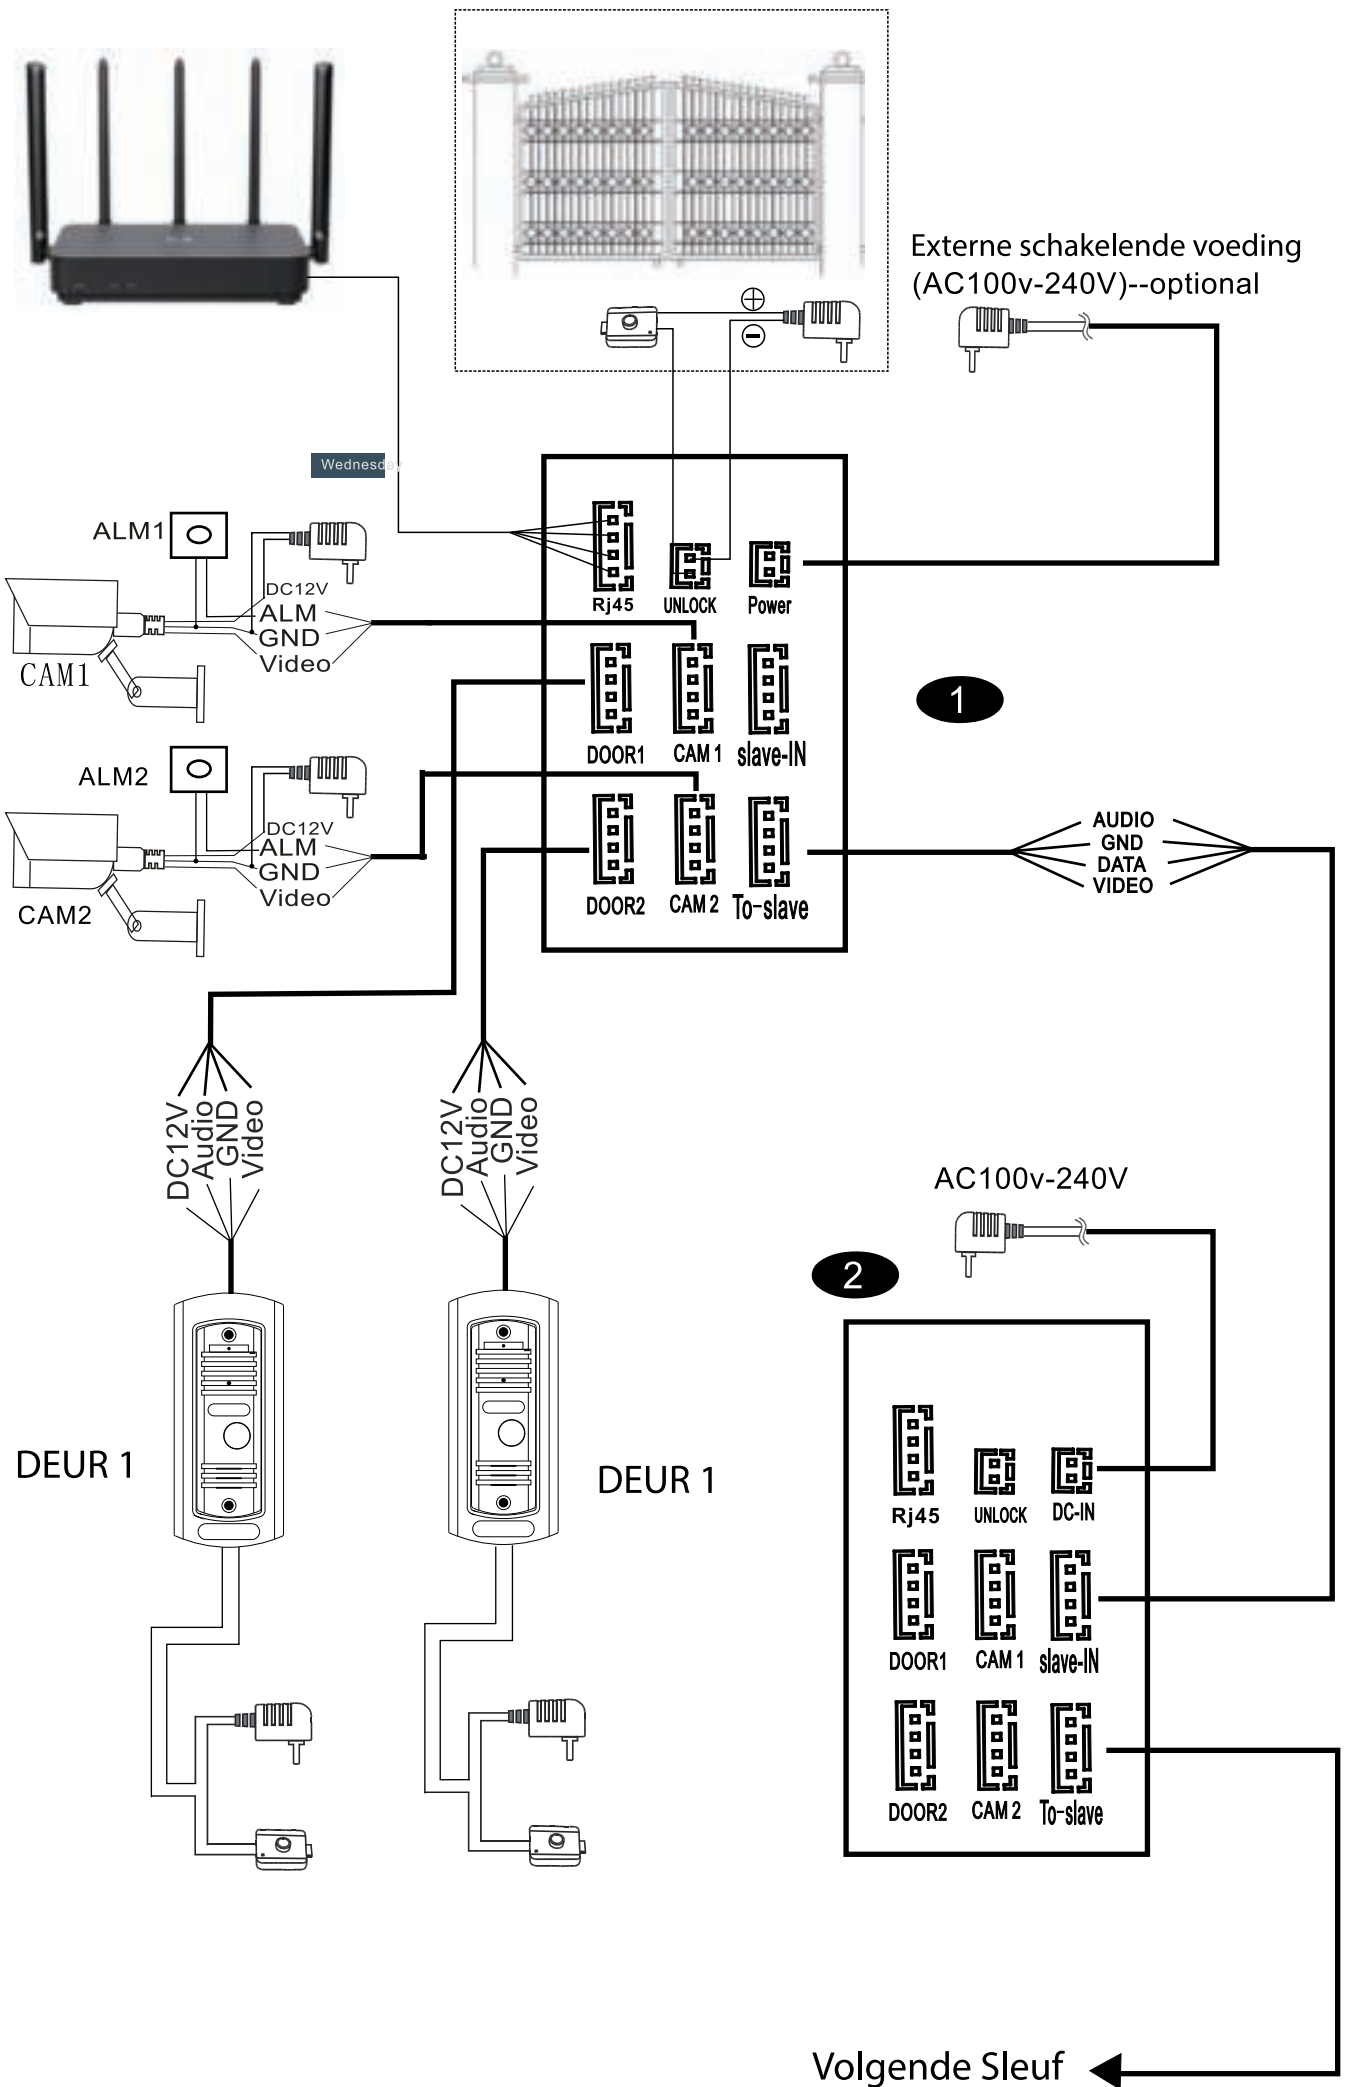 Externe schakelende voeding
(AC100v-240V)--optional
Wednesday
ALM1
DC12V
ALM
GND
Video
CAM1
Rj45
UNLOCK
Power
DOOR1
CAM 1
slave-IN
1
ALM2
DC12V
ALM
GND
Video
CAM2
DOOR2
CAM 2
To-slave
AUDIO
GND
DATA
VIDEO
DC12V
Audio
GND
Video
DC12V
Audio
GND
Video
AC100v-240V
2
DEUR 1
DEUR 1
Rj45
UNLOCK
DC-IN
DOOR1
CAM 1
slave-IN
DOOR2
CAM 2
To-slave
Volgende Sleuf